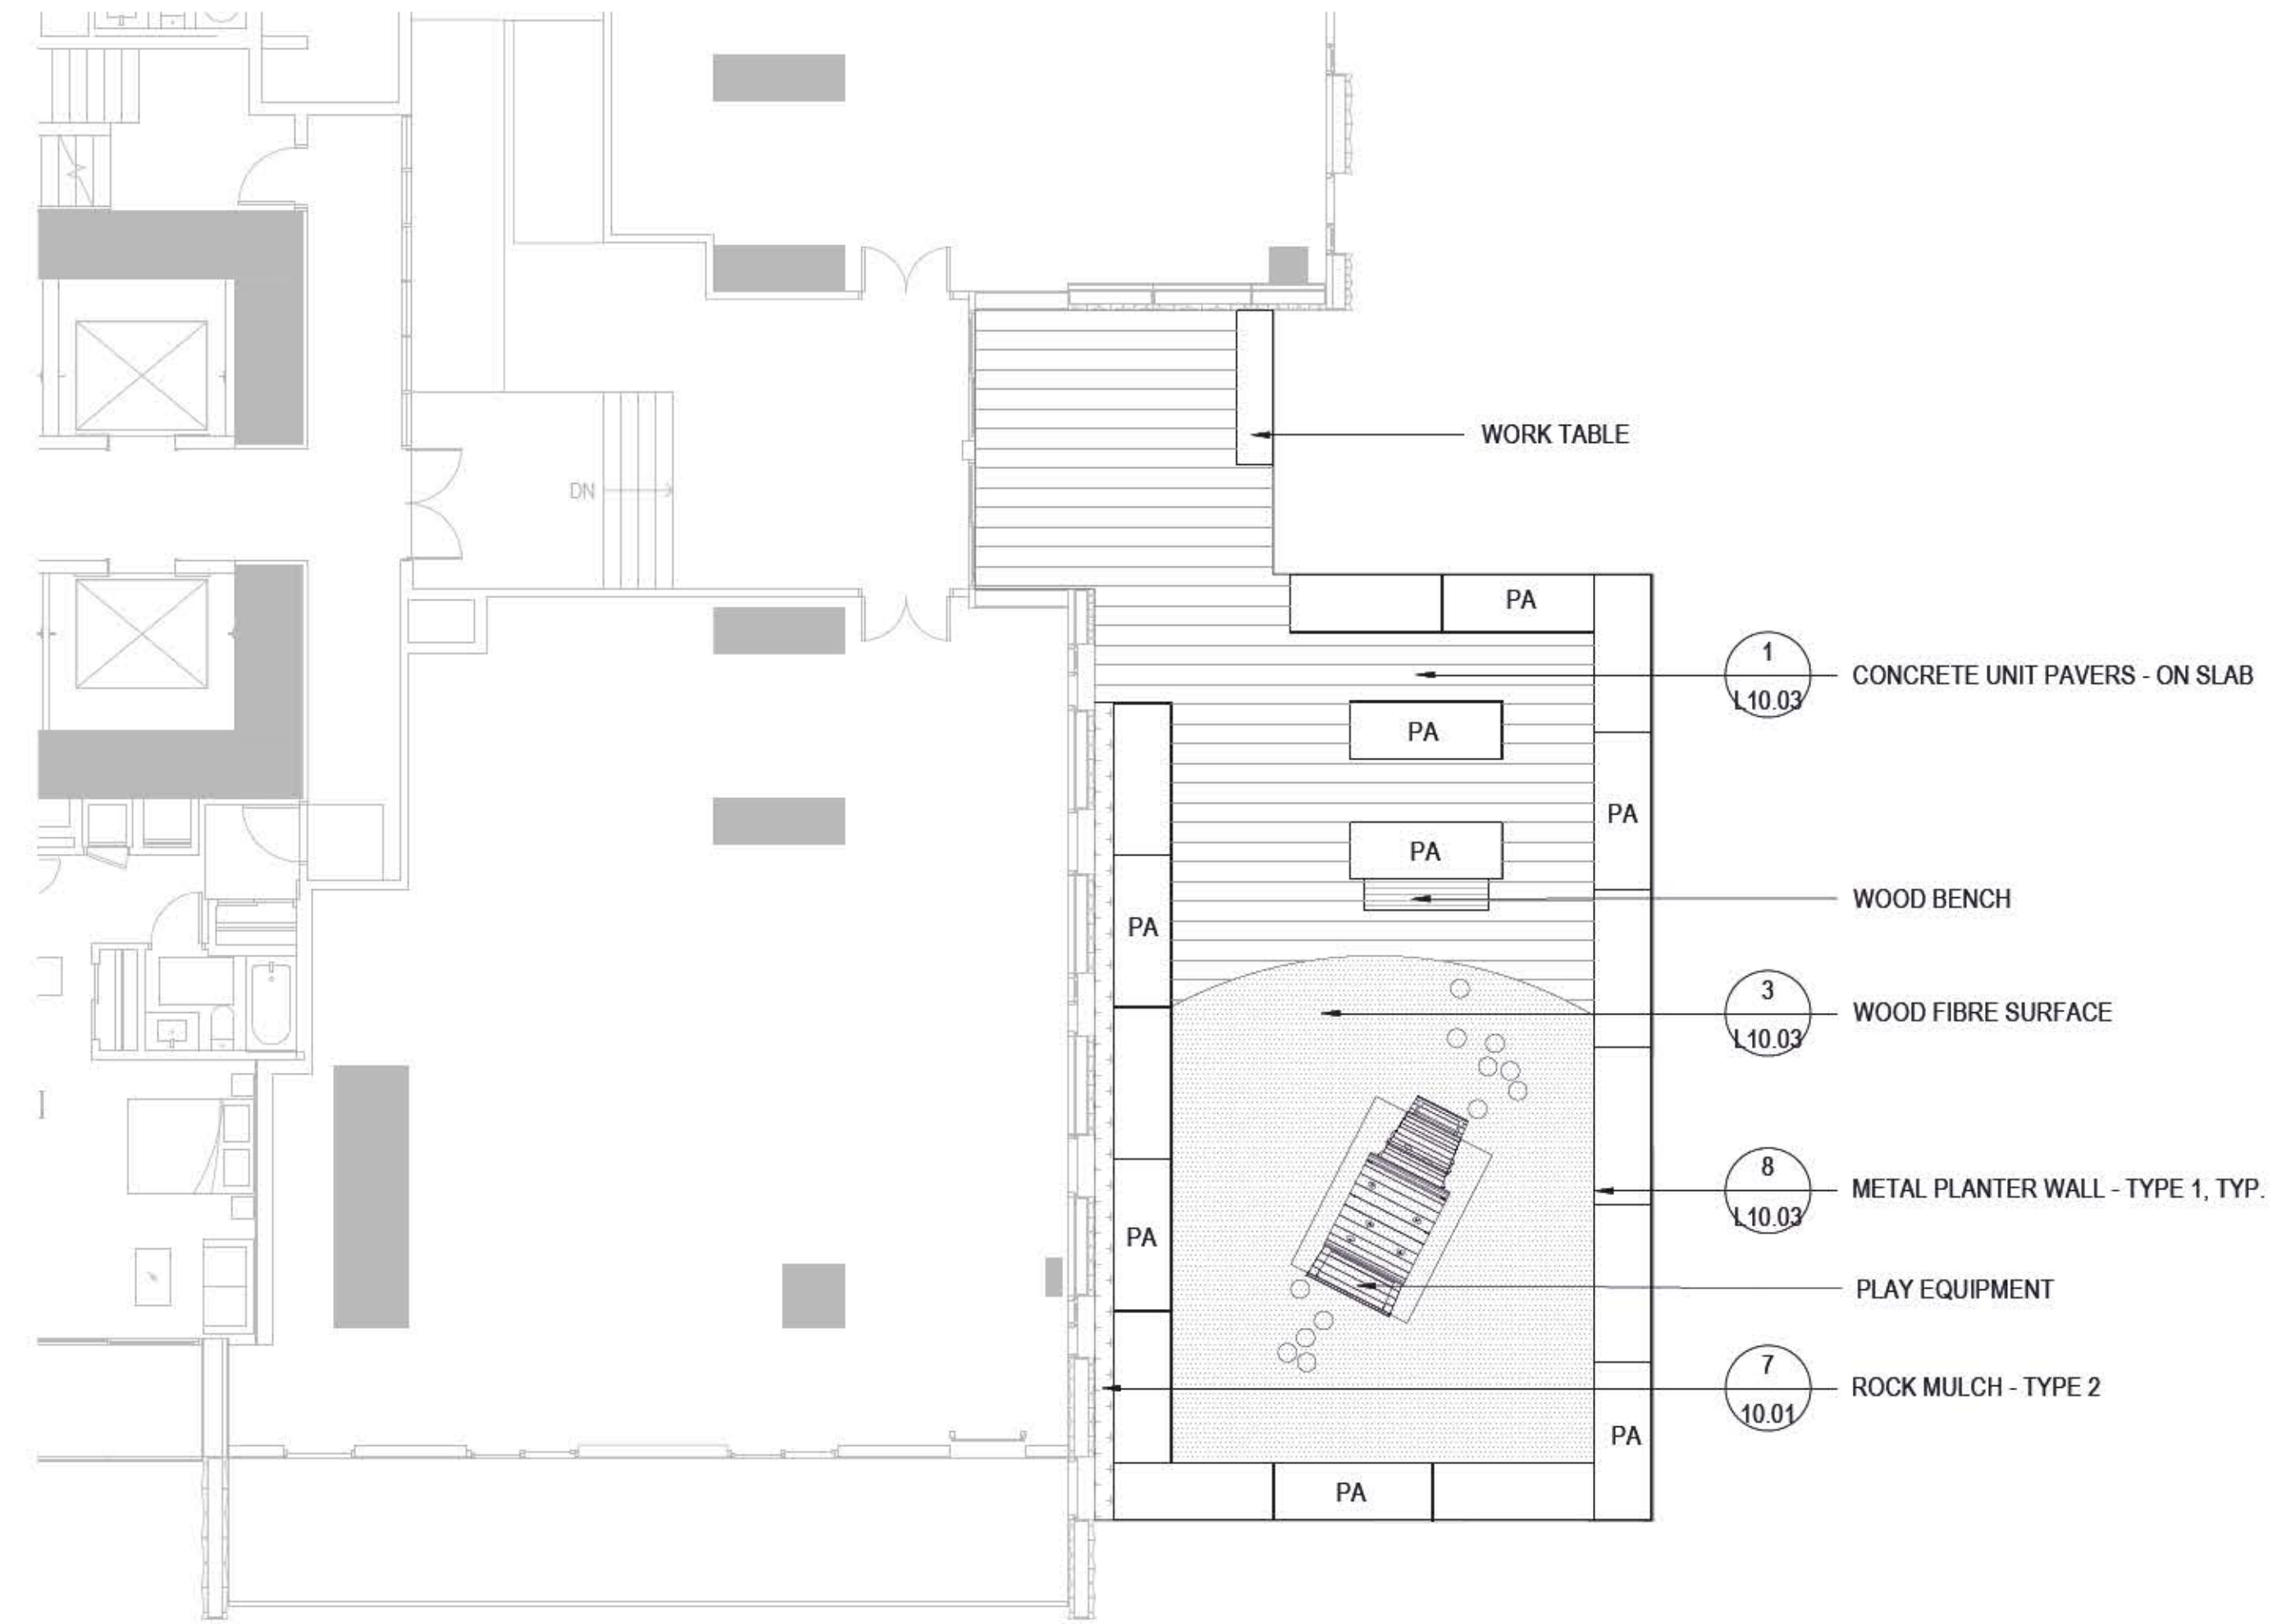 WORK TABLE
DN
PA
1
L10.03
CONCRETE UNIT PAVERS - ON SLAB
PA
PA
PA
WOOD BENCH
PA
3
L10.03
WOOD FIBRE SURFACE
8
L10.03
METAL PLANTER WALL - TYPE 1, TYP.
PA
PLAY EQUIPMENT
7
10.01
ROCK MULCH - TYPE 2
PA
PA